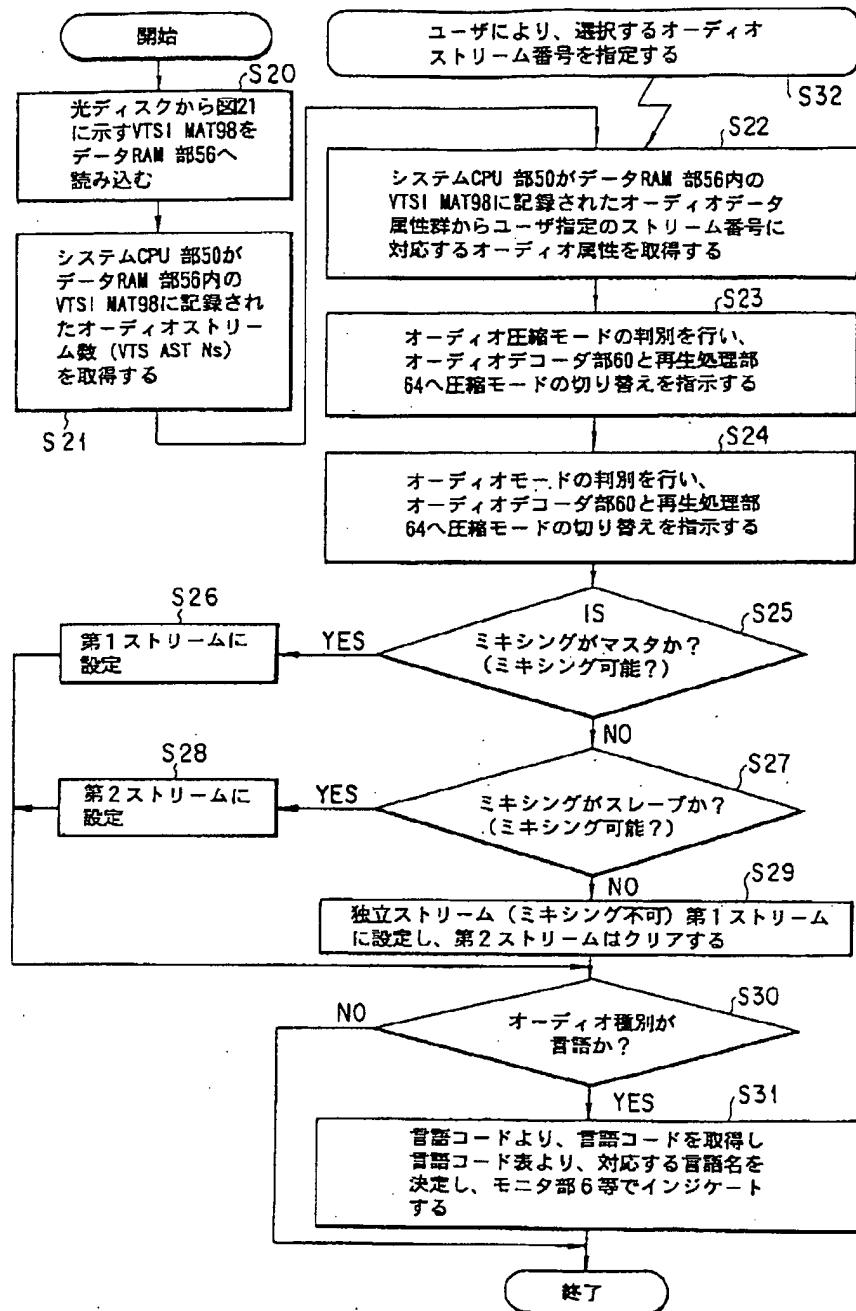 開始
S20
光ディスクから図21
に示すVTSI MAT98を
データRAM 部56へ
読み込む
システムCPU 部50が
データRAM 部56内の
VTSI MAT98に記録され
たオーディオストリー
ム数 (VTS AST Ns)
を取得する
S21
ユーザにより、選択するオーディオ
ストリーム番号を指定する
S32
S22
システムCPU 部50がデータRAM 部56内の
VTSI MAT98に記録されたオーディオデータ
属性群からユーザ指定のストリーム番号に
対応するオーディオ属性を取得する
S23
オーディオ圧縮モードの判別を行い、
オーディオデコーダ部60と再生処理部
64へ圧縮モードの切り替えを指示する
S24
オーディオモードの判別を行い、
オーディオデコーダ部60と再生処理部
64へ圧縮モードの切り替えを指示する
S25
IS
ミキシングがマスタか?
(ミキシング可能?)
YES
S26
第1ストリームに
設定
NO
S27
ミキシングがスレーブか?
(ミキシング可能?)
YES
S28
第2ストリームに
設定
NO
S29
独立ストリーム (ミキシング不可) 第1ストリーム
に設定し、第2ストリームはクリアする
S30
オーディオ種別が
言語か?
NO
YES
S31
言語コードより、言語コードを取得し
言語コード表より、対応する言語名を
決定し、モニタ部6等でインジケート
する
終了